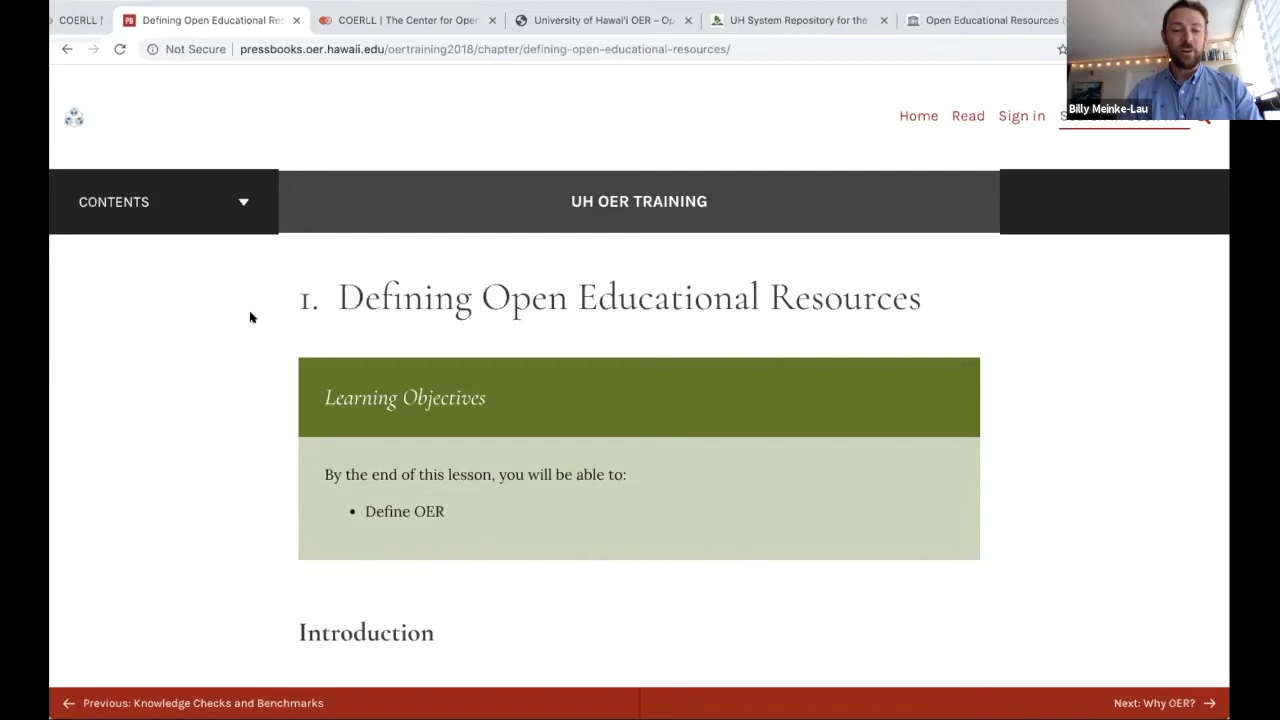 COERLL
Defining Open Educational Res
COERLL | The Center for Oper
University of Hawai'i OER – Op
UH System Repository for the
Open Educational Resources (
Not Secure
pressbooks.oer.hawaii.edu/oertraining2018/chapter/defining-open-educational-resources/
Billy Meinke-Lau
Home
Read
Sign in
CONTENTS
UH OER TRAINING
1. Defining Open Educational Resources
Learning Objectives
By the end of this lesson, you will be able to:
• Define OER
Introduction
Previous: Knowledge Checks and Benchmarks
Next: Why OER?